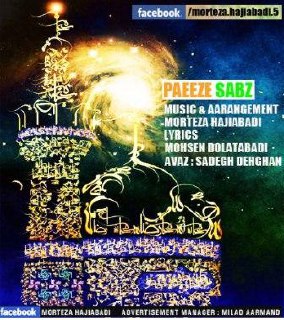 facebook /morteza.hajiabadi.5
PAEEZE SABZ
MUSIC & AARANGEMENT
MORTEZA HAJIABADI
LYRICS
MOHSEN DOLATABADI
AVAZ : SADEGH DEHGHAN
facebook MORTEZA HAJIABADI ADVERTISEMENT MANAGER : MILAD AARMAND